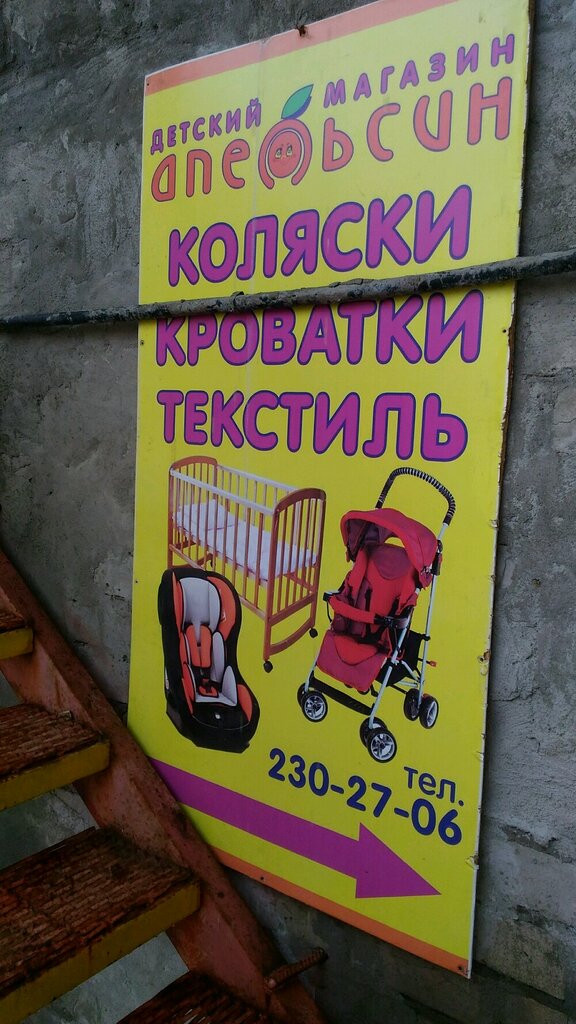 ДЕТСКИЙ МАГАЗИН
апельсин
КОЛЯСКИ
КРОВАТКИ
ТЕКСТИЛЬ
тел.
230-27-06